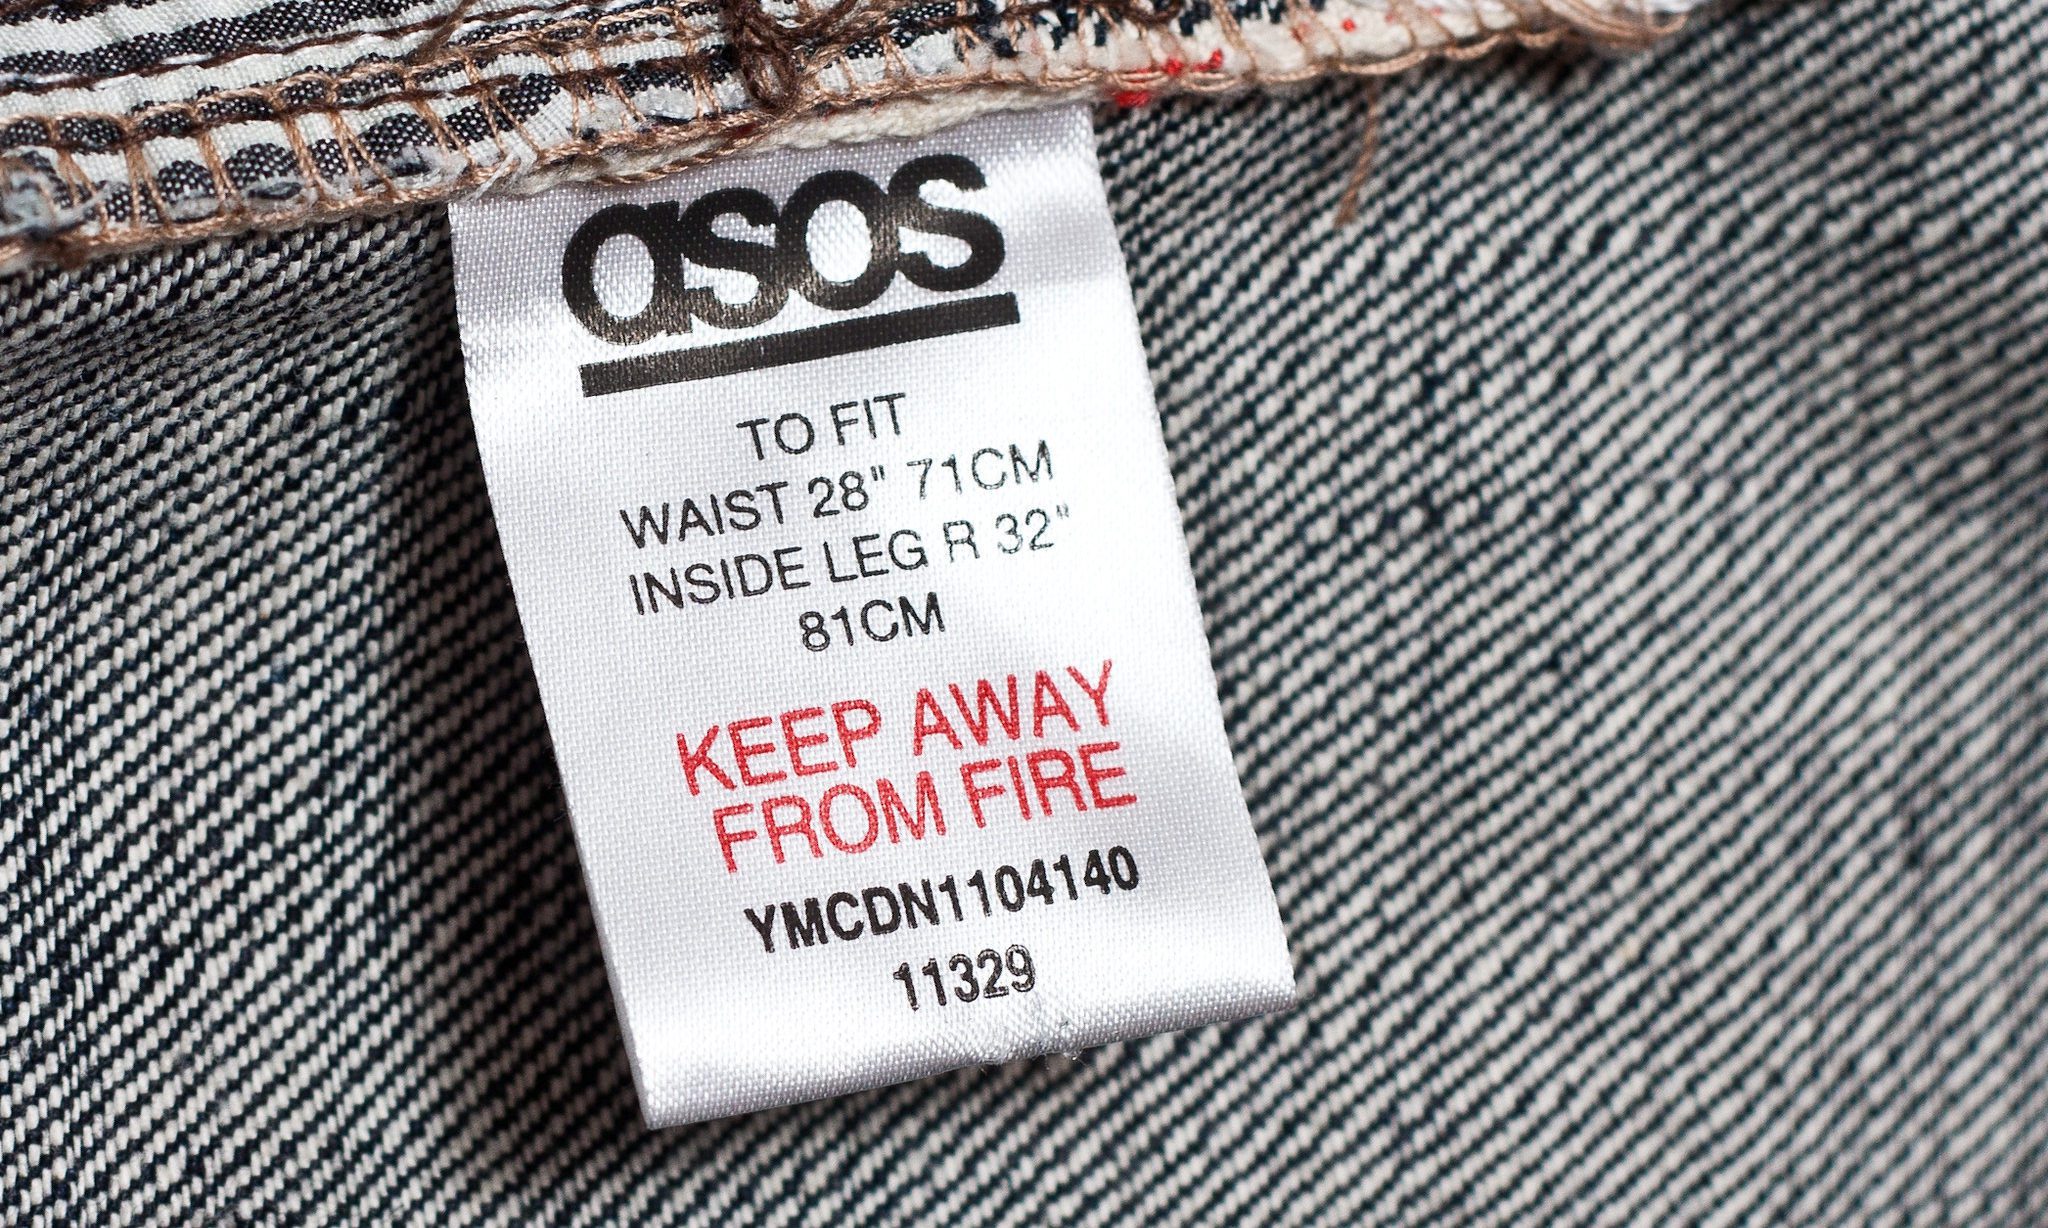 asos
TO FIT
WAIST 28" 71CM
INSIDE LEG R 32"
81CM
KEEP AWAY
FROM FIRE
YMCDN1104140
11329